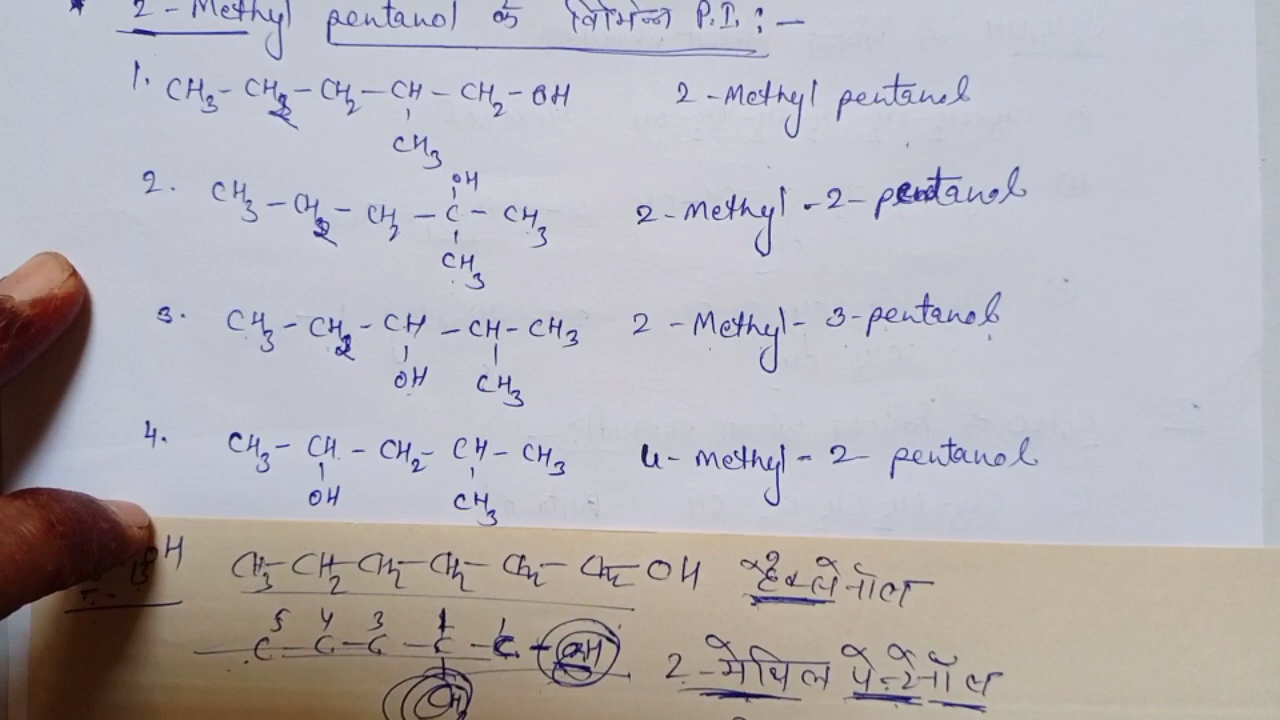 * 2-Methyl pentanol के विभिन्न P.I. :-
1. CH3 - CH2 - CH2 - CH - CH2 - OH 2-Methyl pentanol
CH3
OH
2. CH3 - CH2 - CH2 - C - CH3 2-Methyl-2-pentanol
CH3
3. CH3 - CH2 - CH - CH - CH3 2-Methyl-3-pentanol
OH CH3
4. CH3 - CH - CH2 - CH - CH3 4-methyl-2 pentanol
OH CH3
OH CH3-CH2-CH2-CH2-CH2-CH2-OH
5 4 3 1
C-C-C-C-C-OH 2-मेथिल पेन्टेनॉल
CH3